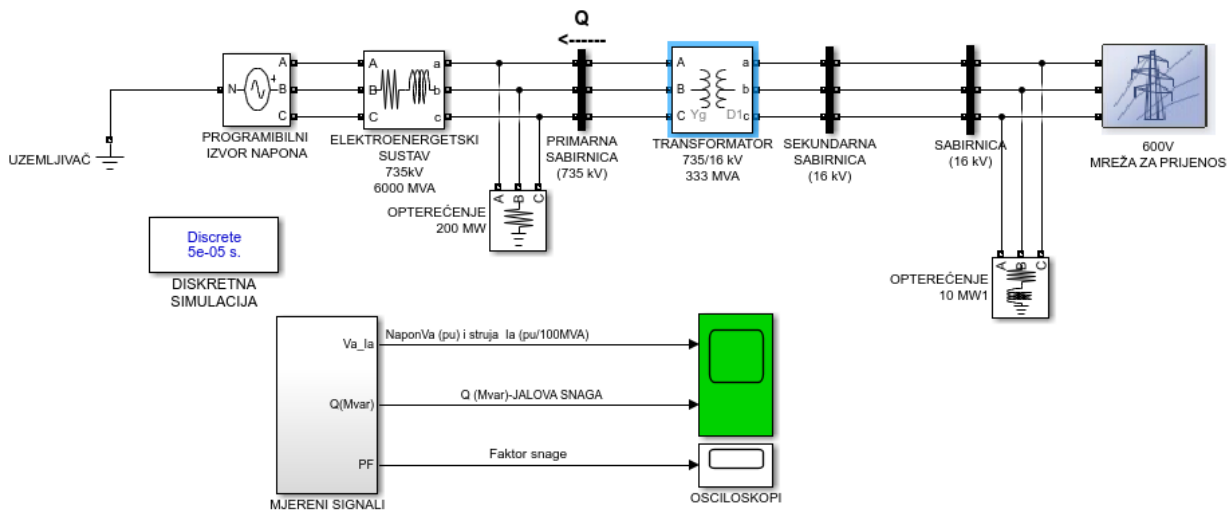 Q
A
B
C
N
A
B
C
a
b
c
A
B
C
a
b
c
Yg
D1
UZEMLJIVAČ
PROGRAMIBILNI
IZVOR NAPONA
ELEKTROENERGETSKI
SUSTAV
735kV
6000 MVA
PRIMARNA
SABIRNICA
(735 kV)
TRANSFORMATOR
735/16 kV
333 MVA
SEKUNDARNA
SABIRNICA
(16 kV)
SABIRNICA
(16 kV)
600V
MREŽA ZA PRIJENOS
A
B
C
OPTEREĆENJE
200 MW
A
B
C
OPTEREĆENJE
10 MW1
Discrete
5e-05 s.
DISKRETNA
SIMULACIJA
Va_Ia
NaponVa (pu) i struja Ia (pu/100MVA)
Q(Mvar)
Q (Mvar)-JALOVA SNAGA
PF
Faktor snage
MJERENI SIGNALI
OSCILOSKOPI